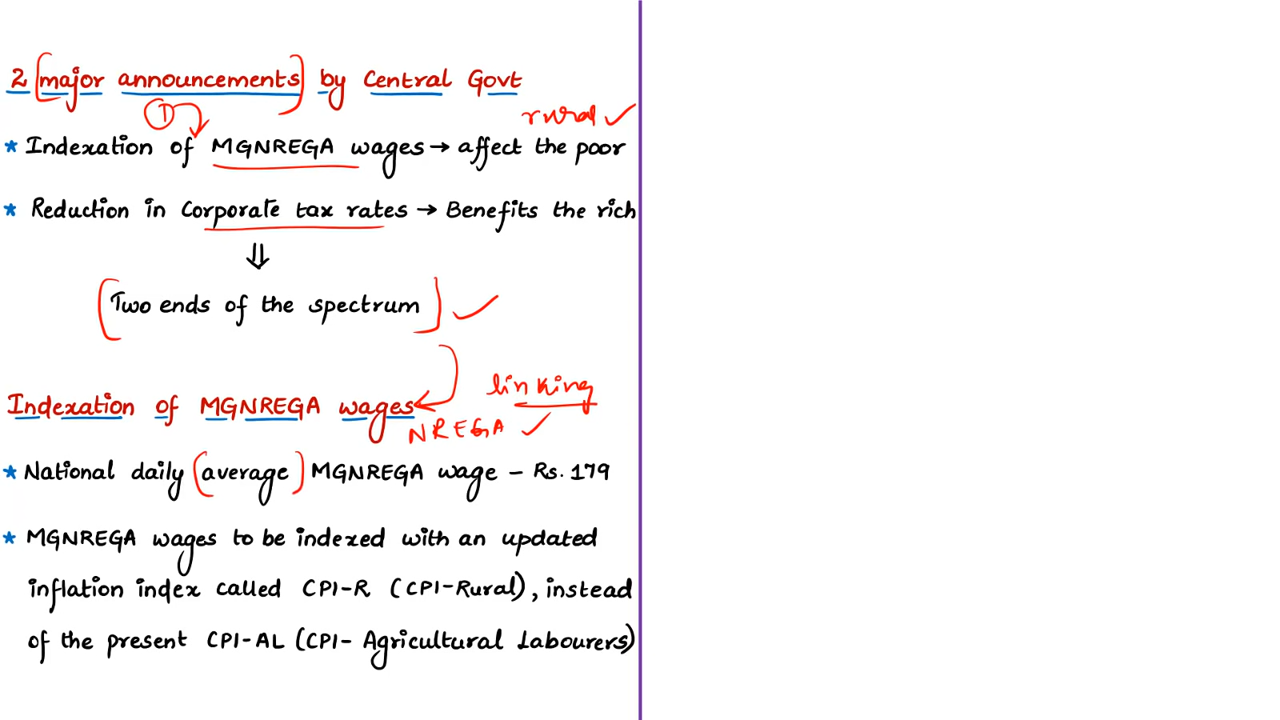 2 major announcements by Central Govt
① rural
* Indexation of MGNREGA wages → affect the poor
* Reduction in Corporate tax rates → Benefits the rich
⇓
Two ends of the spectrum
linking
Indexation of MGNREGA wages
NREGA
* National daily (average) MGNREGA wage - Rs. 179
* MGNREGA wages to be indexed with an updated
inflation index called CPI-R (CPI-Rural), instead
of the present CPI-AL (CPI- Agricultural Labourers)